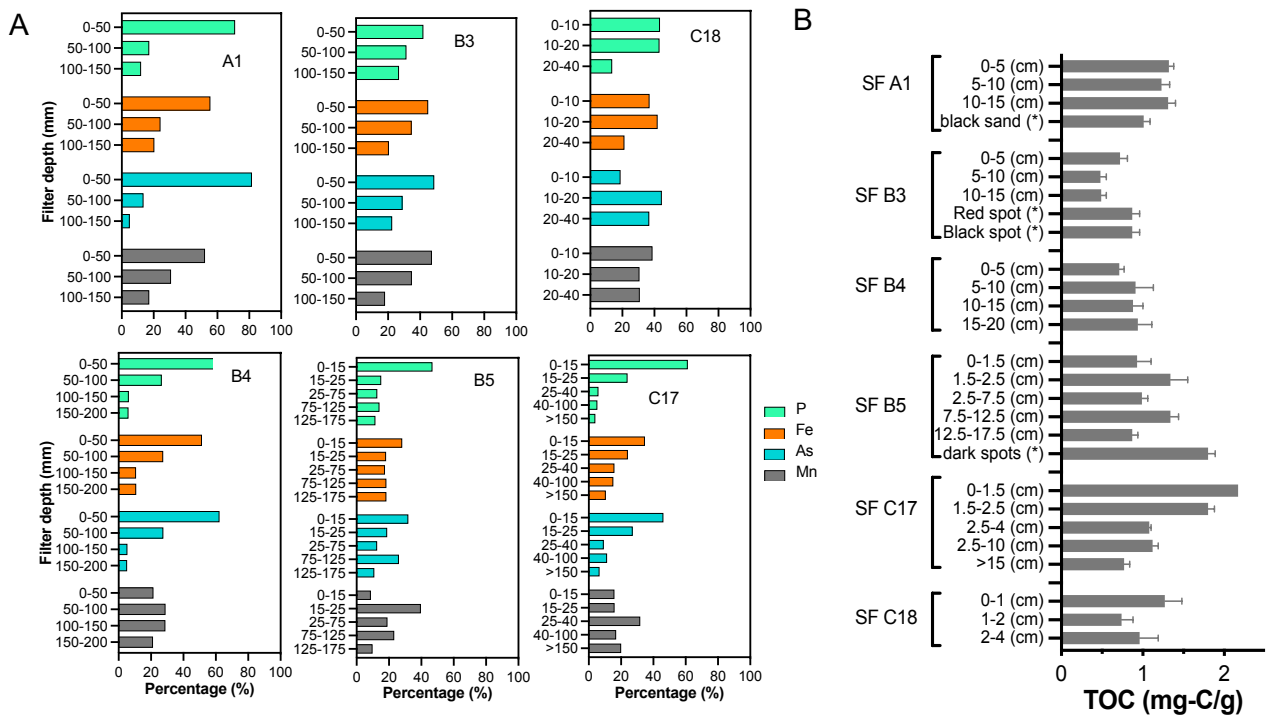 A
Filter depth (mm)
A1
0-50
50-100
100-150
0-50
50-100
100-150
0-50
50-100
100-150
0-50
50-100
100-150
0 20 40 60 80 100
B3
0-50
50-100
100-150
0-50
50-100
100-150
0-50
50-100
100-150
0-50
50-100
100-150
0 20 40 60 80 100
C18
0-10
10-20
20-40
0-10
10-20
20-40
0-10
10-20
20-40
0-10
10-20
20-40
0 20 40 60 80 100
Filter depth (mm)
B4
0-50
50-100
100-150
150-200
0-50
50-100
100-150
150-200
0-50
50-100
100-150
150-200
0-50
50-100
100-150
150-200
0 20 40 60 80 100
Percentage (%)
B5
0-15
15-25
25-75
75-125
125-175
0-15
15-25
25-75
75-125
125-175
0-15
15-25
25-75
75-125
125-175
0-15
15-25
25-75
75-125
125-175
0 20 40 60 80 100
Percentage (%)
C17
0-15
15-25
25-40
40-100
>150
0-15
15-25
25-40
40-100
>150
0-15
15-25
25-40
40-100
>150
0-15
15-25
25-40
40-100
>150
0 20 40 60 80 100
Percentage (%)
P
Fe
As
Mn
B
SF A1
0-5 (cm)
5-10 (cm)
10-15 (cm)
black sand (*)
SF B3
0-5 (cm)
5-10 (cm)
10-15 (cm)
Red spot (*)
Black spot (*)
SF B4
0-5 (cm)
5-10 (cm)
10-15 (cm)
15-20 (cm)
SF B5
0-1.5 (cm)
1.5-2.5 (cm)
2.5-7.5 (cm)
7.5-12.5 (cm)
12.5-17.5 (cm)
dark spots (*)
SF C17
0-1.5 (cm)
1.5-2.5 (cm)
2.5-4 (cm)
2.5-10 (cm)
>15 (cm)
SF C18
0-1 (cm)
1-2 (cm)
2-4 (cm)
0 1 2
TOC (mg-C/g)